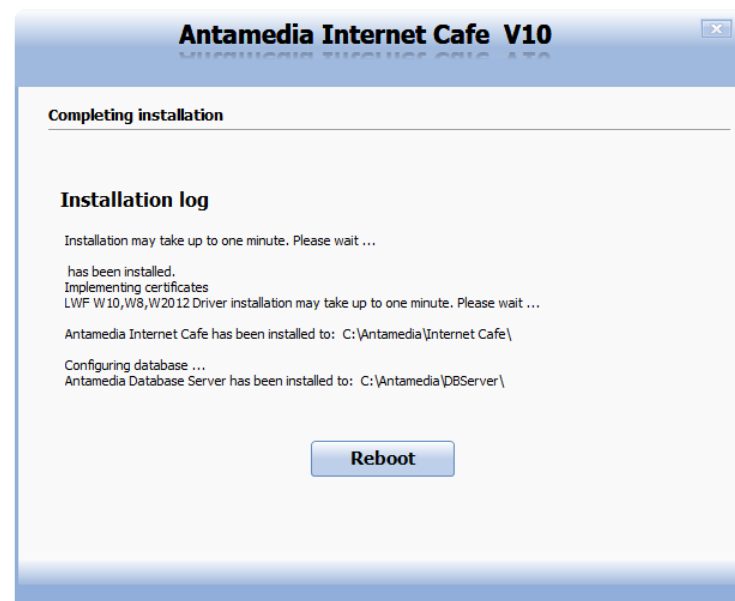 Antamedia Internet Cafe V10
Completing installation
Installation log
Installation may take up to one minute. Please wait ...
has been installed.
Implementing certificates
LWF W10,W8,W2012 Driver installation may take up to one minute. Please wait ...
Antamedia Internet Cafe has been installed to: C:\Antamedia\Internet Cafe\
Configuring database ...
Antamedia Database Server has been installed to: C:\Antamedia\DBServer\
Reboot